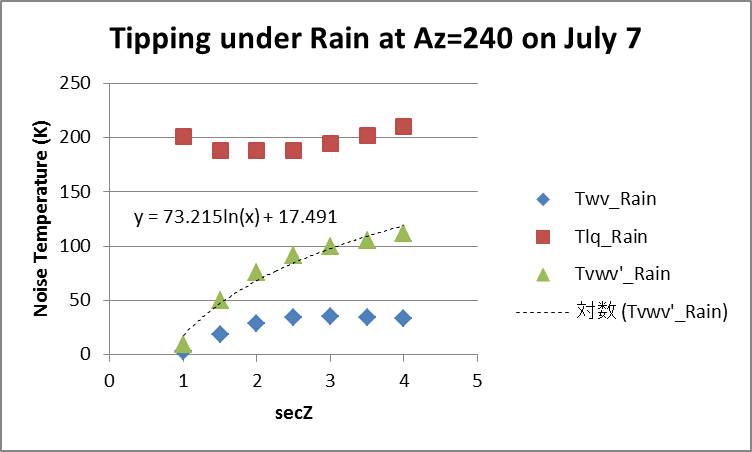 Tipping under Rain at Az=240 on July 7
Noise Temperature (K)
250
200
150
100
50
0
y = 73.215ln(x) + 17.491
0 1 2 3 4 5
secZ
Twv_Rain
Tlq_Rain
Tvwv'_Rain
対数 (Tvwv'_Rain)